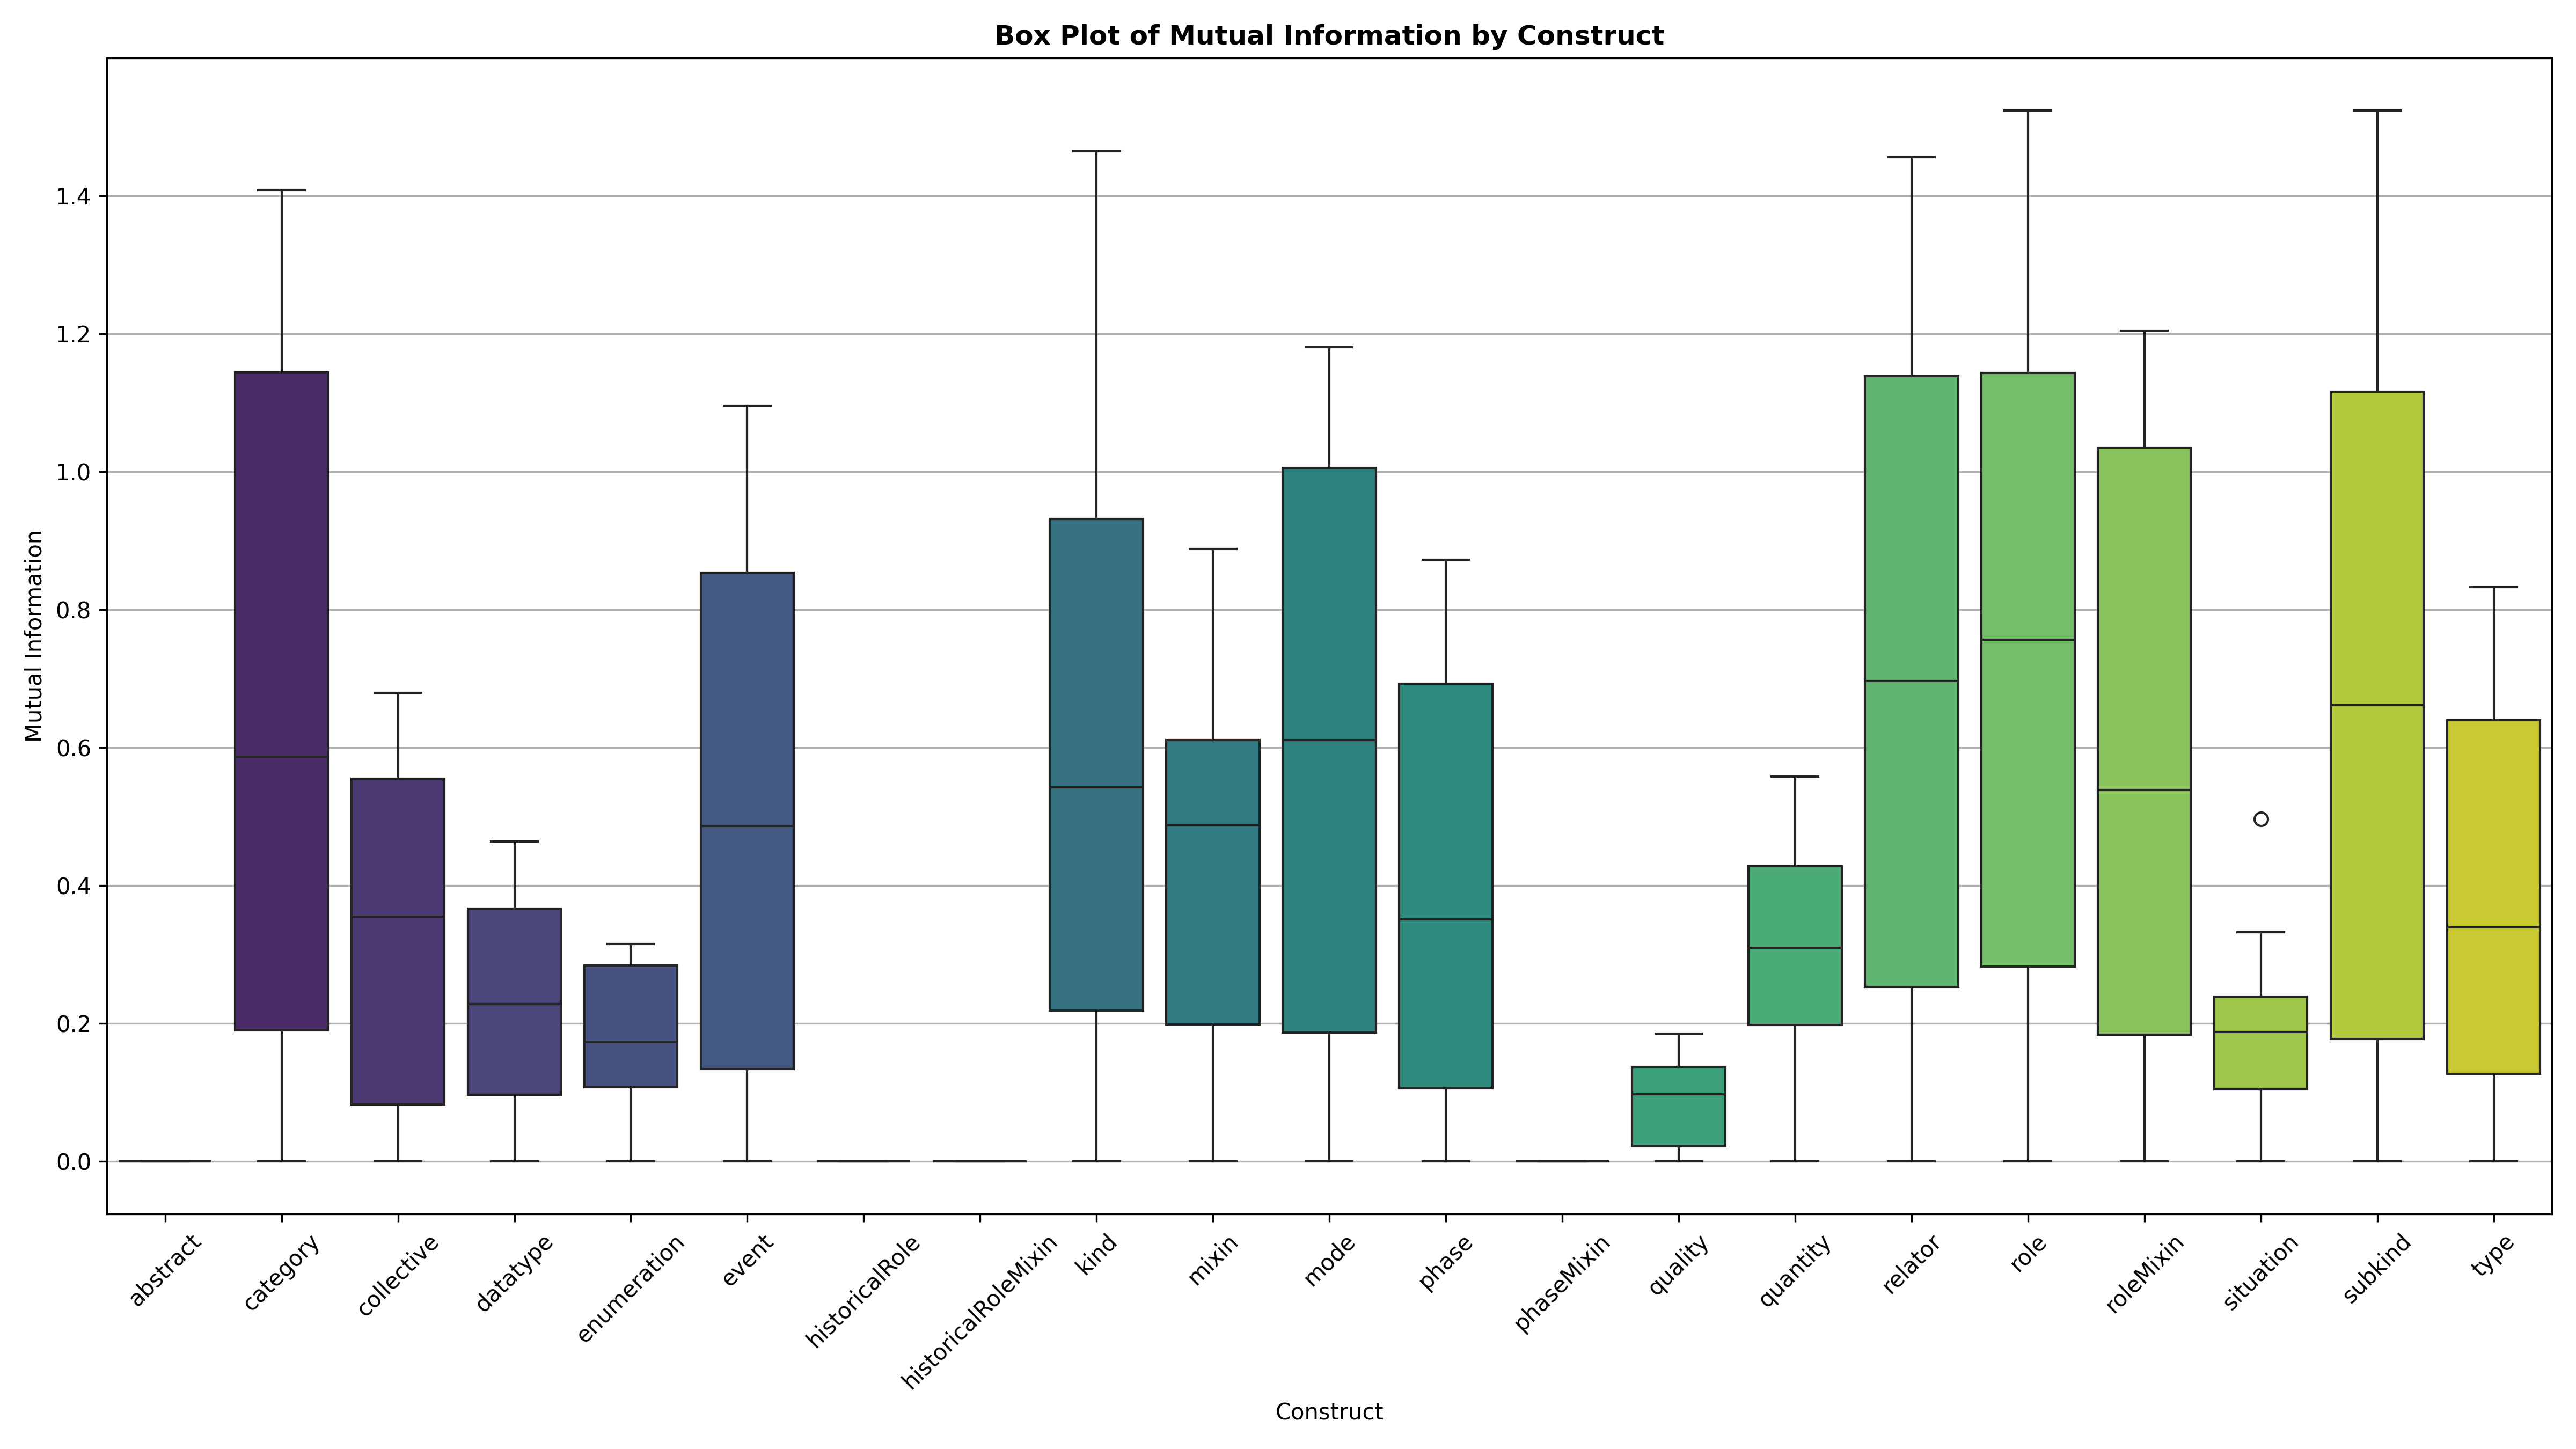 Box Plot of Mutual Information by Construct
Mutual Information
1.4
1.2
1.0
0.8
0.6
0.4
0.2
0.0
abstract
category
collective
datatype
enumeration
event
historicalRole
historicalRoleMixin
kind
mixin
mode
phase
phaseMixin
quality
quantity
relator
role
roleMixin
situation
subkind
type
Construct